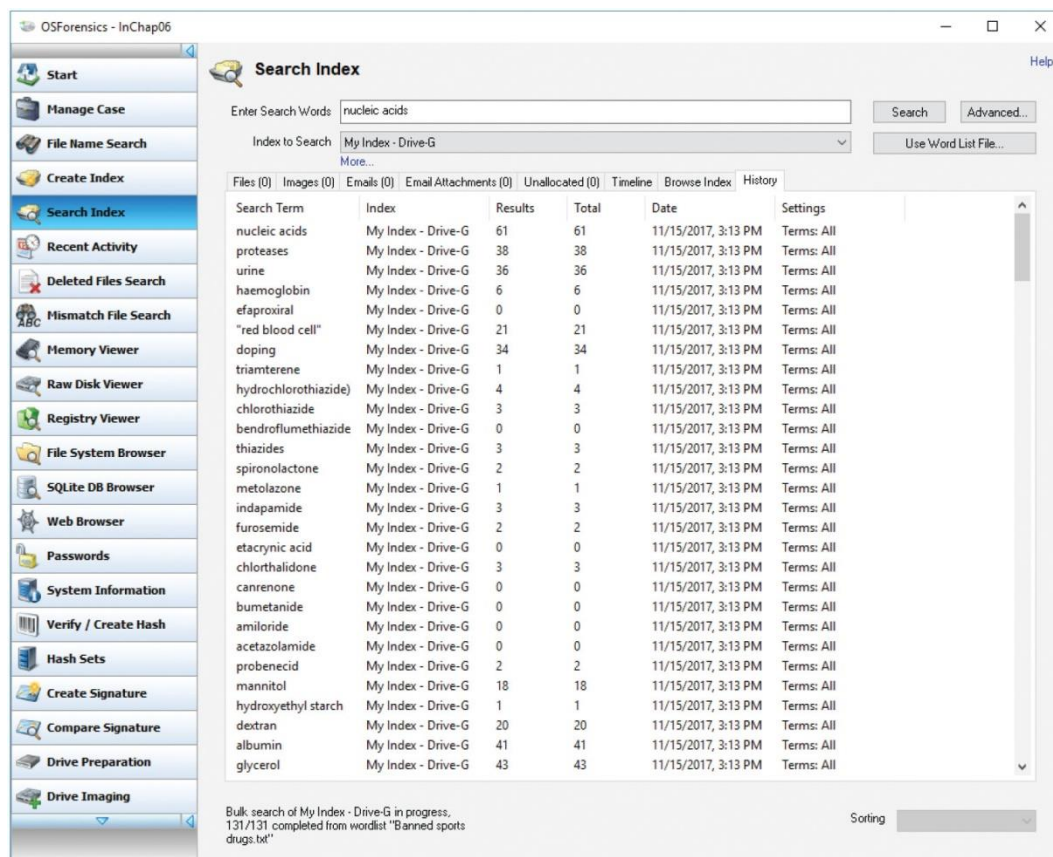 OSForensics - InChap06
Start
Manage Case
File Name Search
Create Index
Search Index
Recent Activity
Deleted Files Search
Mismatch File Search
ABC
Memory Viewer
Raw Disk Viewer
Registry Viewer
File System Browser
SQLite DB Browser
Web Browser
Passwords
System Information
Verify / Create Hash
Hash Sets
Create Signature
Compare Signature
Drive Preparation
Drive Imaging
Search Index
Help
Enter Search Words nucleic acids Search Advanced...
Index to Search My Index - Drive-G Use Word List File...
More...
Files (0) Images (0) Emails (0) Email Attachments (0) Unallocated (0) Timeline Browse Index History
Search Term Index Results Total Date Settings
nucleic acids My Index - Drive-G 61 61 11/15/2017, 3:13 PM Terms: All
proteases My Index - Drive-G 38 38 11/15/2017, 3:13 PM Terms: All
urine My Index - Drive-G 36 36 11/15/2017, 3:13 PM Terms: All
haemoglobin My Index - Drive-G 6 6 11/15/2017, 3:13 PM Terms: All
efaproxiral My Index - Drive-G 0 0 11/15/2017, 3:13 PM Terms: All
"red blood cell" My Index - Drive-G 21 21 11/15/2017, 3:13 PM Terms: All
doping My Index - Drive-G 34 34 11/15/2017, 3:13 PM Terms: All
triamterene My Index - Drive-G 1 1 11/15/2017, 3:13 PM Terms: All
hydrochlorothiazide) My Index - Drive-G 4 4 11/15/2017, 3:13 PM Terms: All
chlorothiazide My Index - Drive-G 3 3 11/15/2017, 3:13 PM Terms: All
bendroflumethiazide My Index - Drive-G 0 0 11/15/2017, 3:13 PM Terms: All
thiazides My Index - Drive-G 3 3 11/15/2017, 3:13 PM Terms: All
spironolactone My Index - Drive-G 2 2 11/15/2017, 3:13 PM Terms: All
metolazone My Index - Drive-G 1 1 11/15/2017, 3:13 PM Terms: All
indapamide My Index - Drive-G 3 3 11/15/2017, 3:13 PM Terms: All
furosemide My Index - Drive-G 2 2 11/15/2017, 3:13 PM Terms: All
etacrynic acid My Index - Drive-G 0 0 11/15/2017, 3:13 PM Terms: All
chlorthalidone My Index - Drive-G 3 3 11/15/2017, 3:13 PM Terms: All
canrenone My Index - Drive-G 0 0 11/15/2017, 3:13 PM Terms: All
bumetanide My Index - Drive-G 0 0 11/15/2017, 3:13 PM Terms: All
amiloride My Index - Drive-G 0 0 11/15/2017, 3:13 PM Terms: All
acetazolamide My Index - Drive-G 0 0 11/15/2017, 3:13 PM Terms: All
probenecid My Index - Drive-G 2 2 11/15/2017, 3:13 PM Terms: All
mannitol My Index - Drive-G 18 18 11/15/2017, 3:13 PM Terms: All
hydroxyethyl starch My Index - Drive-G 1 1 11/15/2017, 3:13 PM Terms: All
dextran My Index - Drive-G 20 20 11/15/2017, 3:13 PM Terms: All
albumin My Index - Drive-G 41 41 11/15/2017, 3:13 PM Terms: All
glycerol My Index - Drive-G 43 43 11/15/2017, 3:13 PM Terms: All
Bulk search of My Index - Drive-G in progress,
131/131 completed from wordlist "Banned sports
drugs.txt"
Sorting